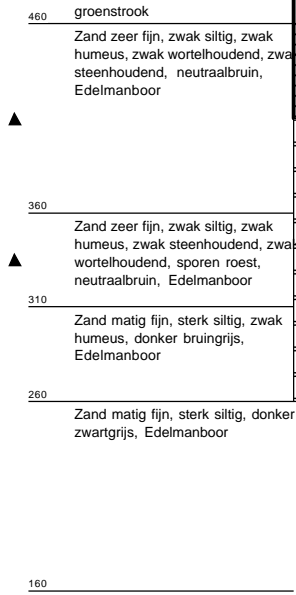 groenstrook
460
Zand zeer fijn, zwak siltig, zwak
humeus, zwak wortelhoudend, zwa
steenhoudend, neutraalbruin,
Edelmanboor
360
Zand zeer fijn, zwak siltig, zwak
humeus, zwak steenhoudend, zwa
wortelhoudend, sporen roest,
neutraalbruin, Edelmanboor
310
Zand matig fijn, sterk siltig, zwak
humeus, donker bruingrijs,
Edelmanboor
260
Zand matig fijn, sterk siltig, donker
zwartgrijs, Edelmanboor
160